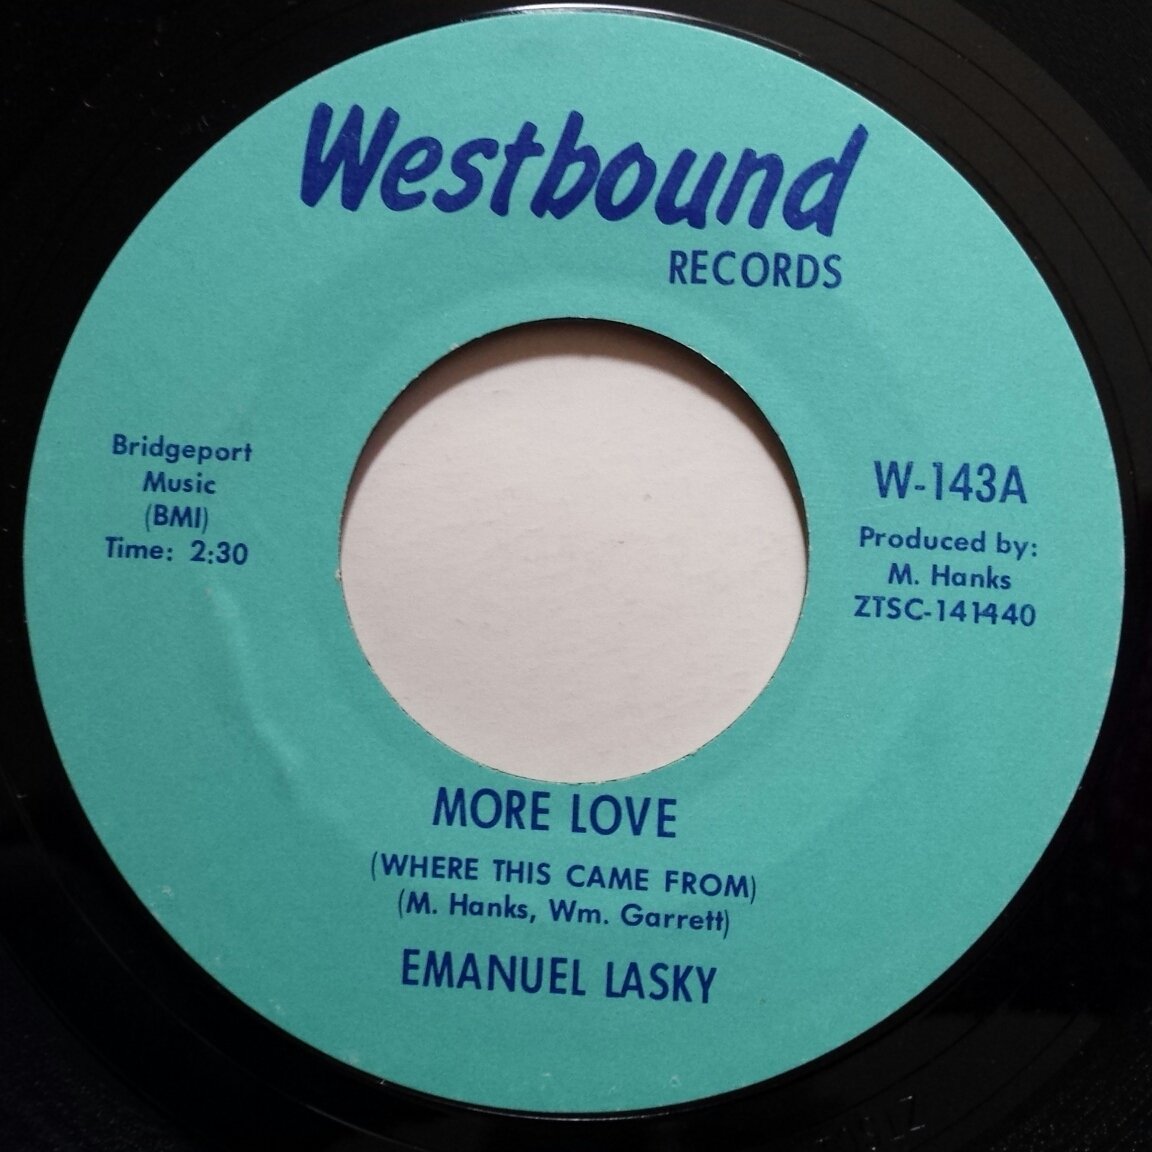 Westbound
RECORDS
Bridgeport
Music
(BMI)
Time: 2:30
W-143A
Produced by:
M. Hanks
ZTSC-141440
MORE LOVE
(WHERE THIS CAME FROM)
(M. Hanks, Wm. Garrett)
EMANUEL LASKY